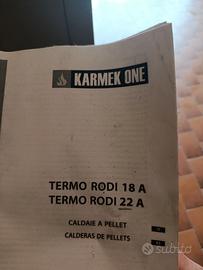 KARMEK ONE
TERMO RODI 18 A
TERMO RODI 22 A
CALDAIE A PELLET
CALDERAS DE PELLETS
subito